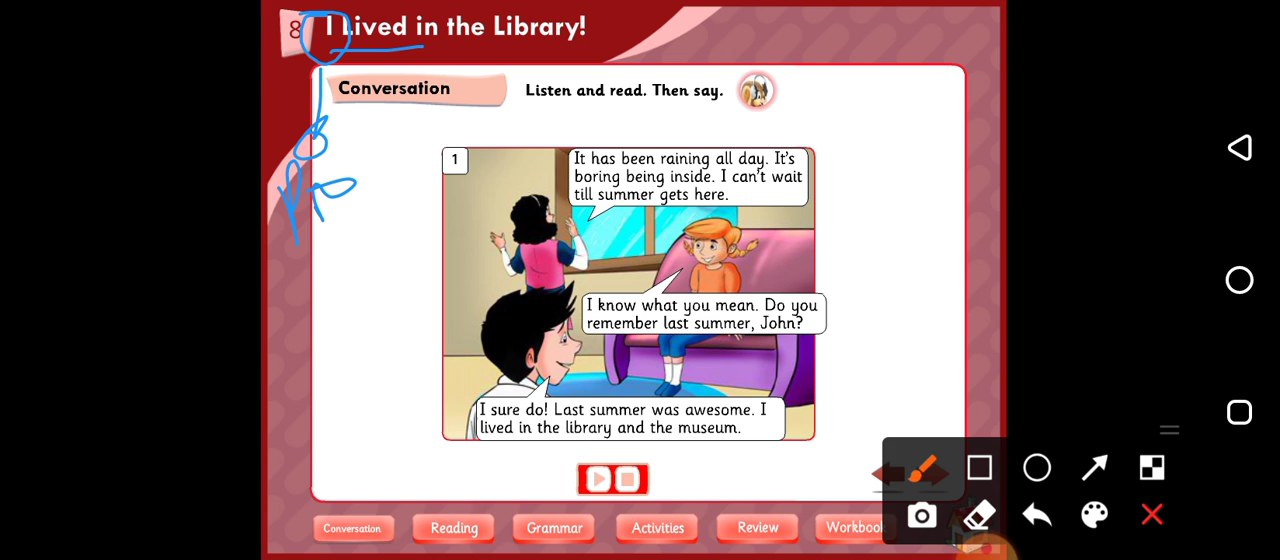 8 I Lived in the Library!
Conversation
Listen and read. Then say.
1
It has been raining all day. It's
boring being inside. I can't wait
till summer gets here.
I know what you mean. Do you
remember last summer, John?
I sure do! Last summer was awesome. I
lived in the library and the museum.
Conversation Reading Grammar Activities Review Workbook